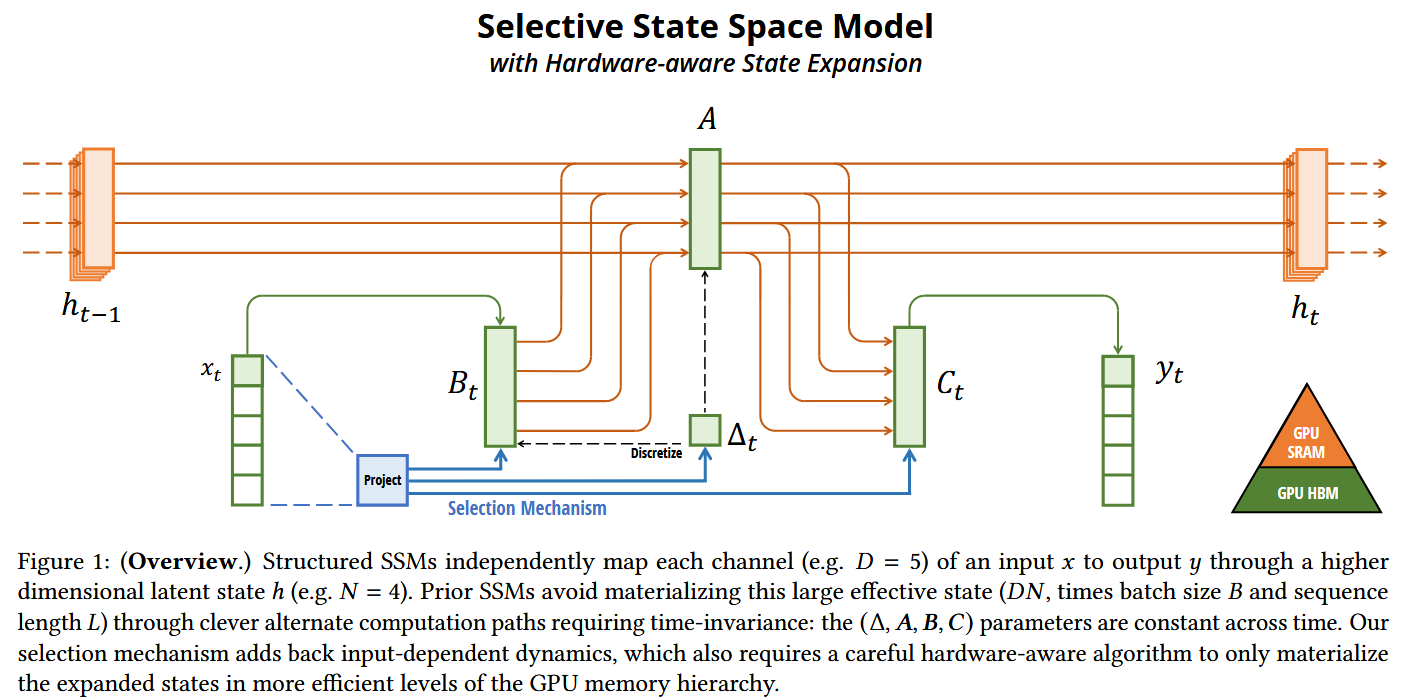 Selective State Space Model
with Hardware-aware State Expansion
A
h_{t−1}
h_t
x_t
B_t
C_t
y_t
Δ_t
Discretize
Project
Selection Mechanism
GPU
SRAM
GPU HBM
Figure 1: (Overview.) Structured SSMs independently map each channel (e.g. D = 5) of an input x to output y through a higher
dimensional latent state h (e.g. N = 4). Prior SSMs avoid materializing this large effective state (DN, times batch size B and sequence
length L) through clever alternate computation paths requiring time-invariance: the (Δ, A, B, C) parameters are constant across time. Our
selection mechanism adds back input-dependent dynamics, which also requires a careful hardware-aware algorithm to only materialize
the expanded states in more efficient levels of the GPU memory hierarchy.